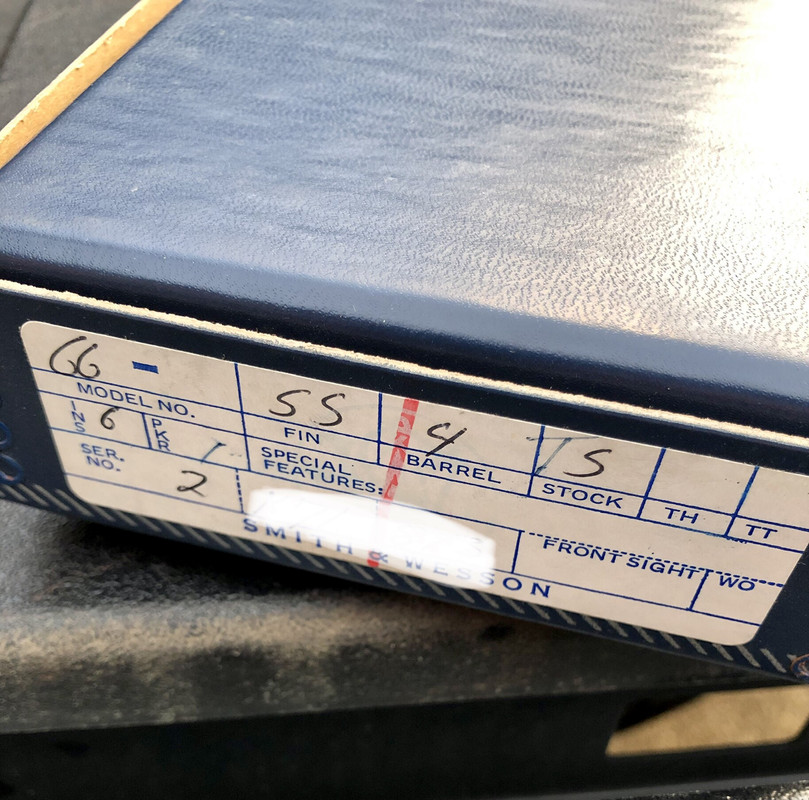 66 - SS 4 TS
MODEL NO. FIN BARREL STOCK TH TT
INS 6 PKR 1 SPECIAL FEATURES:
SER. NO. 2
FRONT SIGHT WO
SMITH & WESSON